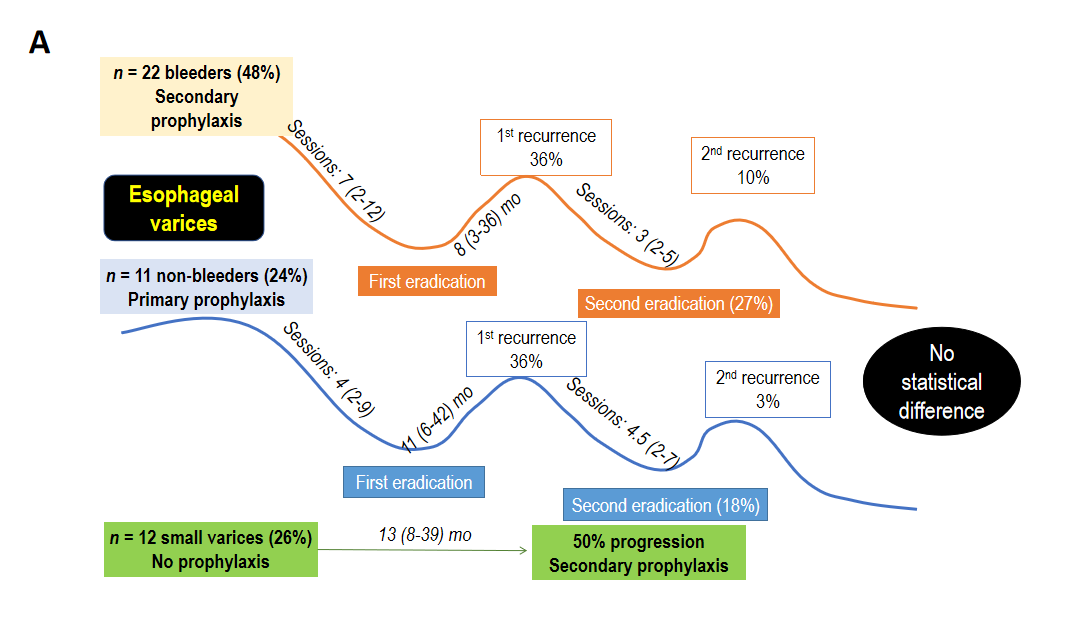 A
n = 22 bleeders (48%)
Secondary
prophylaxis
Sessions: 7 (2-12)
8 (3-36) mo
1st recurrence
36%
Sessions: 3 (2-5)
2nd recurrence
10%
Esophageal
varices
First eradication
Second eradication (27%)
n = 11 non-bleeders (24%)
Primary prophylaxis
Sessions: 4 (2-9)
11 (6-42) mo
1st recurrence
36%
Sessions: 4.5 (2-7)
2nd recurrence
3%
No
statistical
difference
First eradication
Second eradication (18%)
n = 12 small varices (26%)
No prophylaxis
13 (8-39) mo
50% progression
Secondary prophylaxis